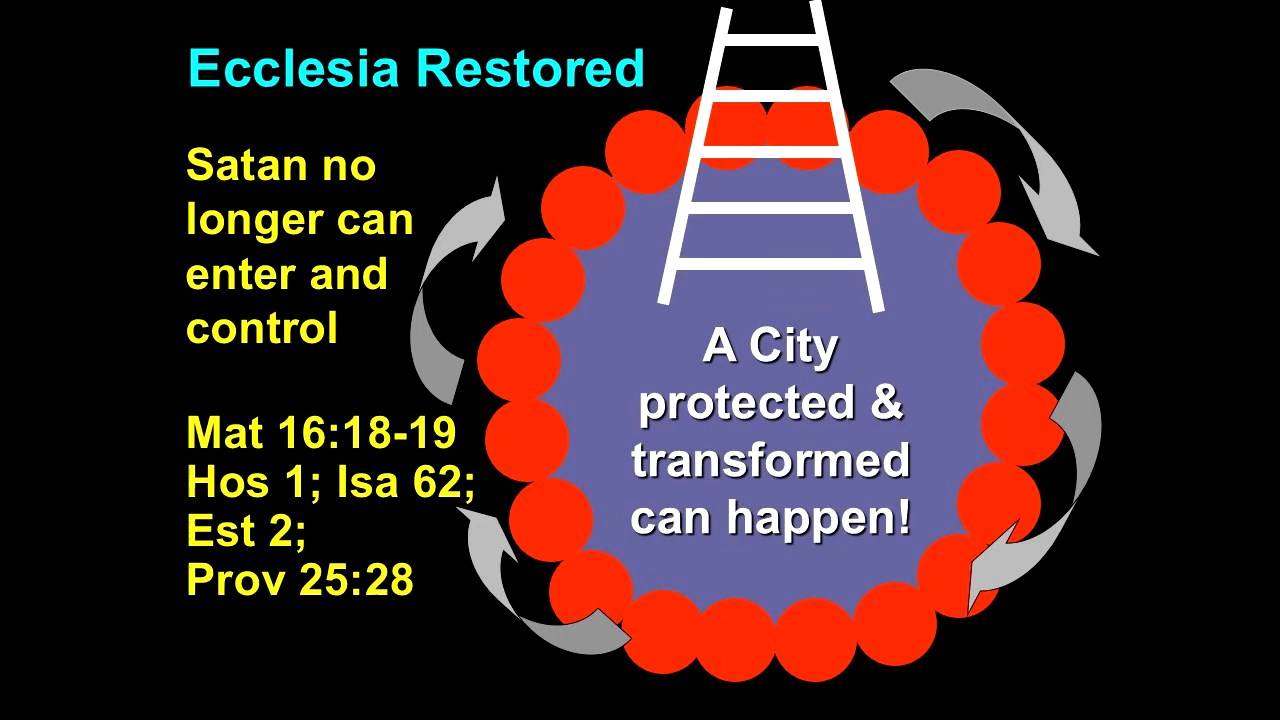 Ecclesia Restored
Satan no
longer can
enter and
control
Mat 16:18-19
Hos 1; Isa 62;
Est 2;
Prov 25:28
A City
protected &
transformed
can happen!